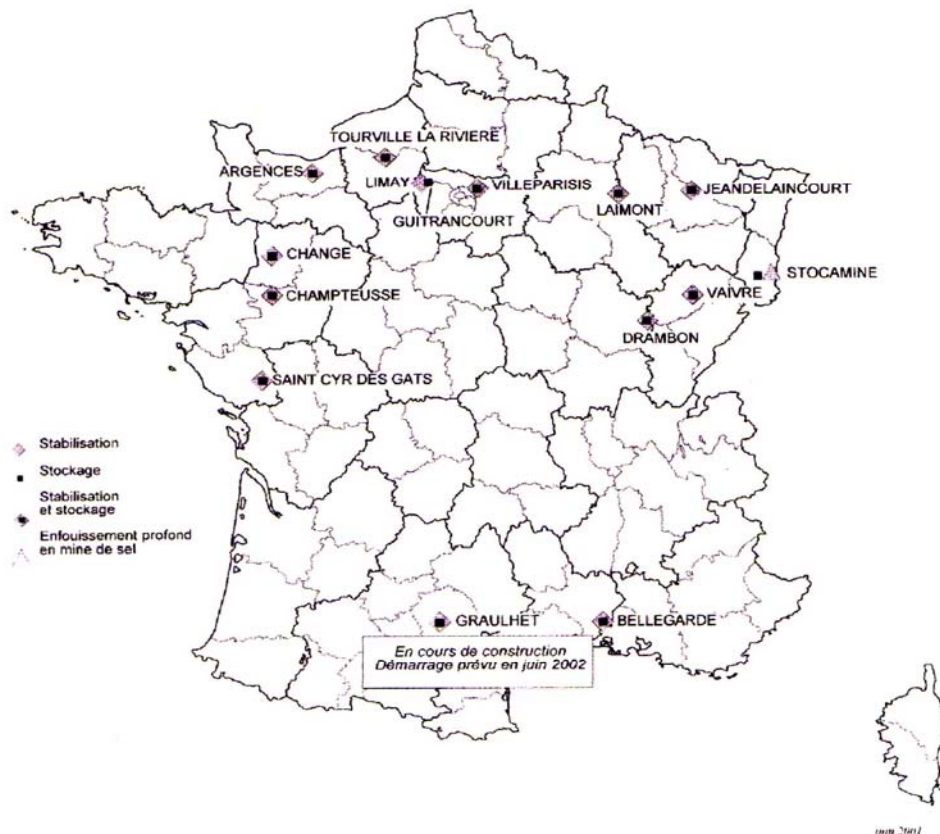 TOURVILLE LA RIVIERE
ARGENCES
LIMAY
VILLEPARISIS
JEANDELAINCOURT
LAIMONT
GUITRANCOURT
CHANGE
STOCAMINE
CHAMPTEUSSE
VAIVRE
DRAMBON
SAINT CYR DES GATS
Stabilisation
Stockage
Stabilisation
et stockage
Enfouissement profond
en mine de sel
GRAULHET
BELLEGARDE
En cours de construction
Démarrage prévu en juin 2002